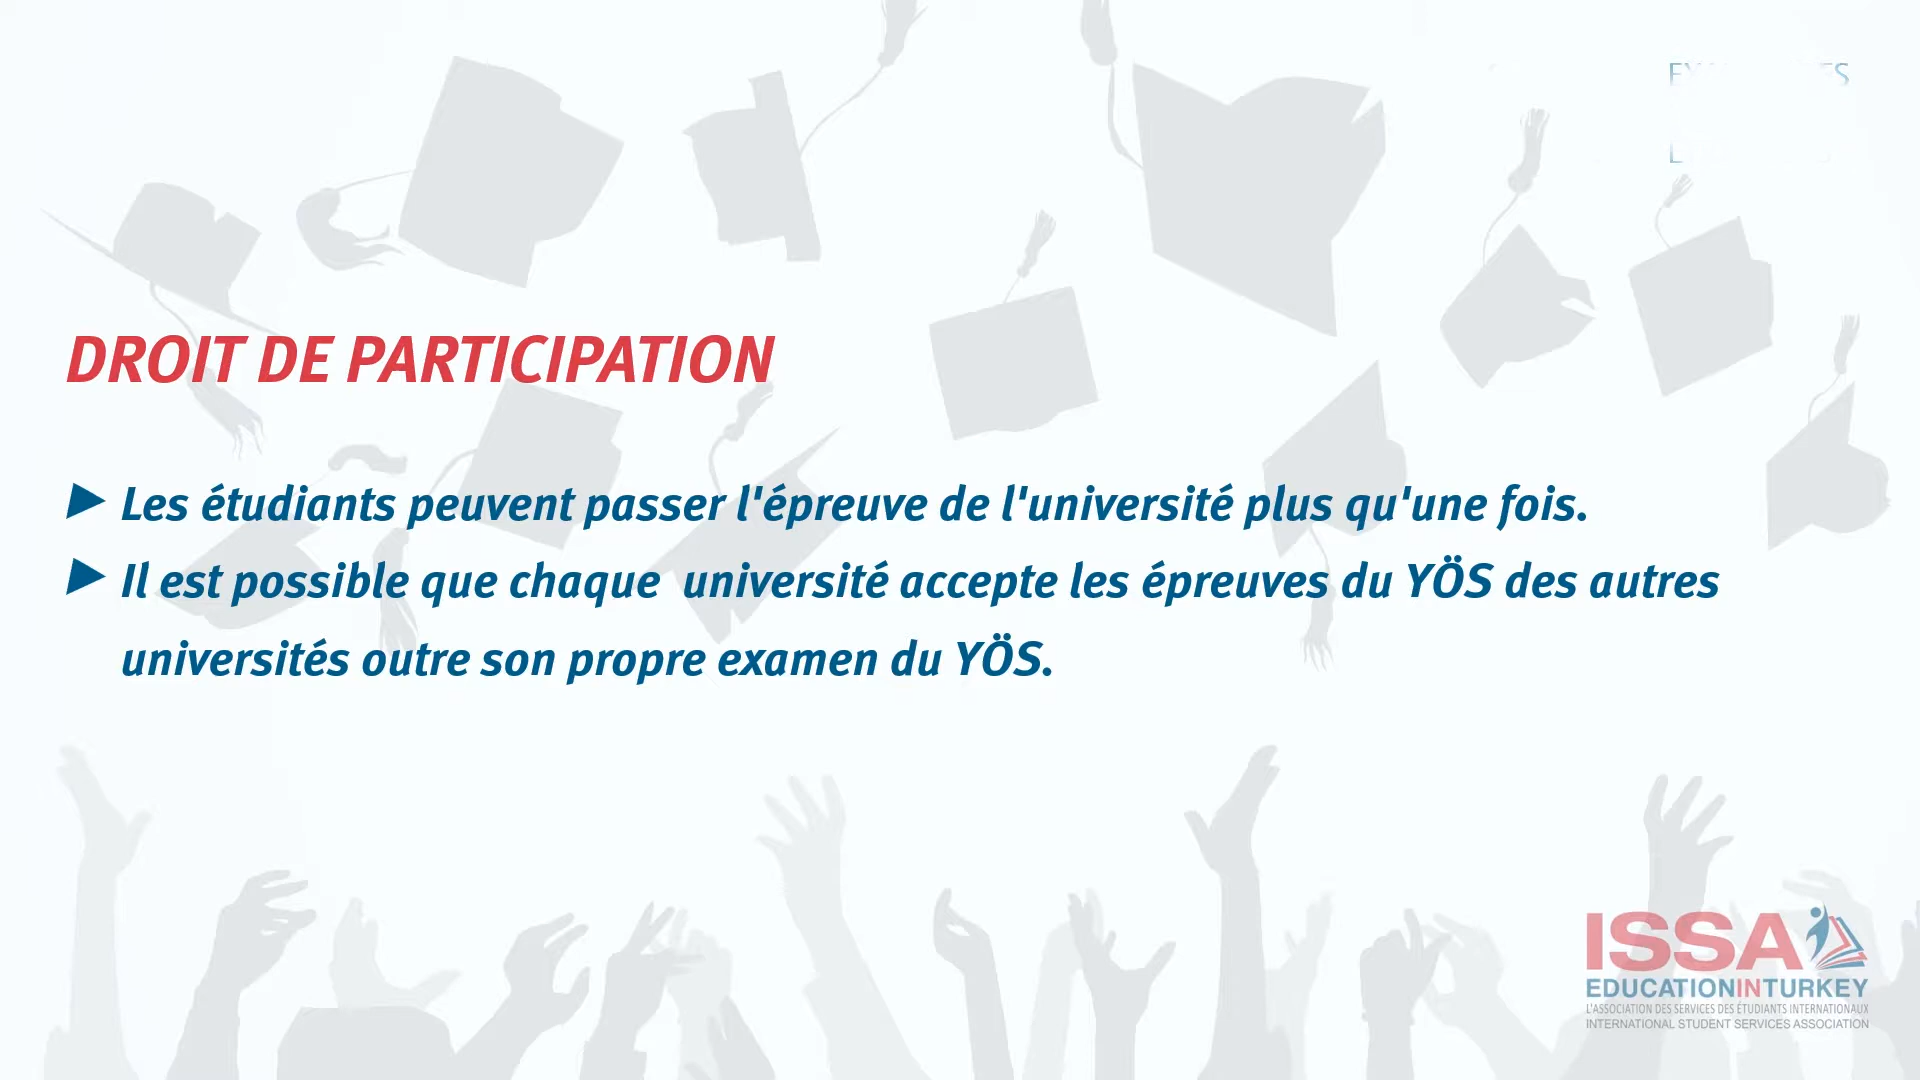 DROIT DE PARTICIPATION
► Les étudiants peuvent passer l'épreuve de l'université plus qu'une fois.
► Il est possible que chaque université accepte les épreuves du YÖS des autres
universités outre son propre examen du YÖS.
ISSA
EDUCATIONINTURKEY
L'ASSOCIATION DES SERVICES DES ÉTUDIANTS INTERNATIONAUX
INTERNATIONAL STUDENT SERVICES ASSOCIATION